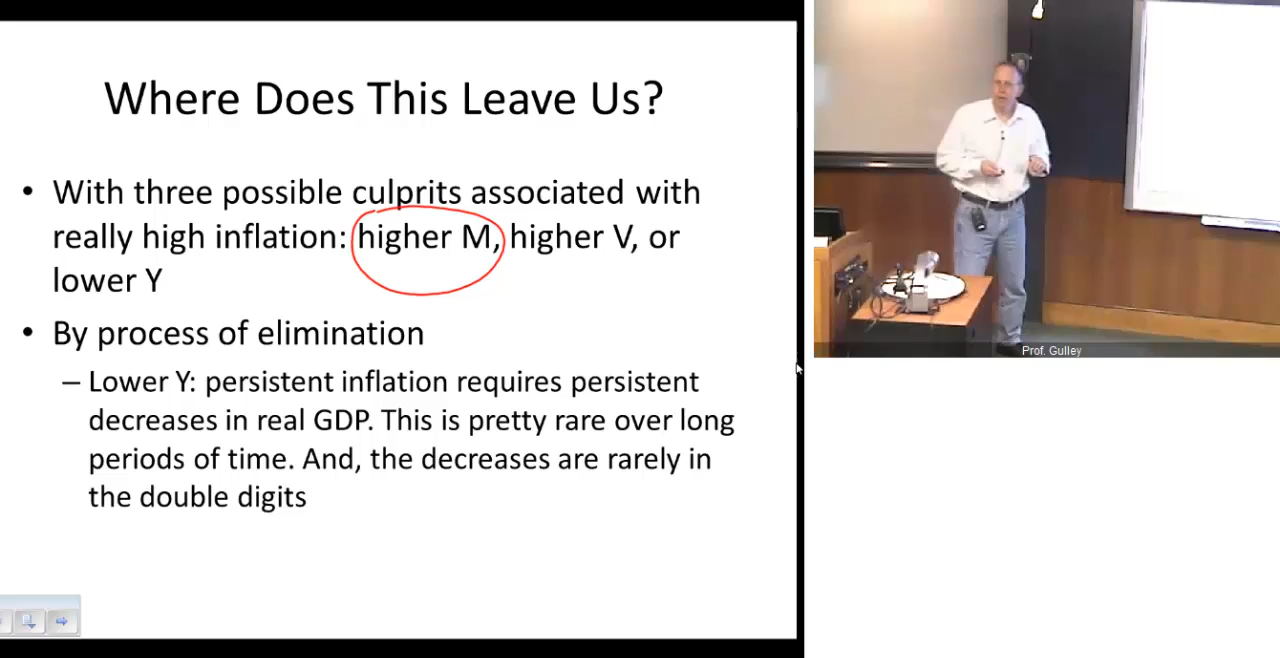 Where Does This Leave Us?
• With three possible culprits associated with
really high inflation: higher M, higher V, or
lower Y
• By process of elimination
– Lower Y: persistent inflation requires persistent
decreases in real GDP. This is pretty rare over long
periods of time. And, the decreases are rarely in
the double digits
Prof. Gulley